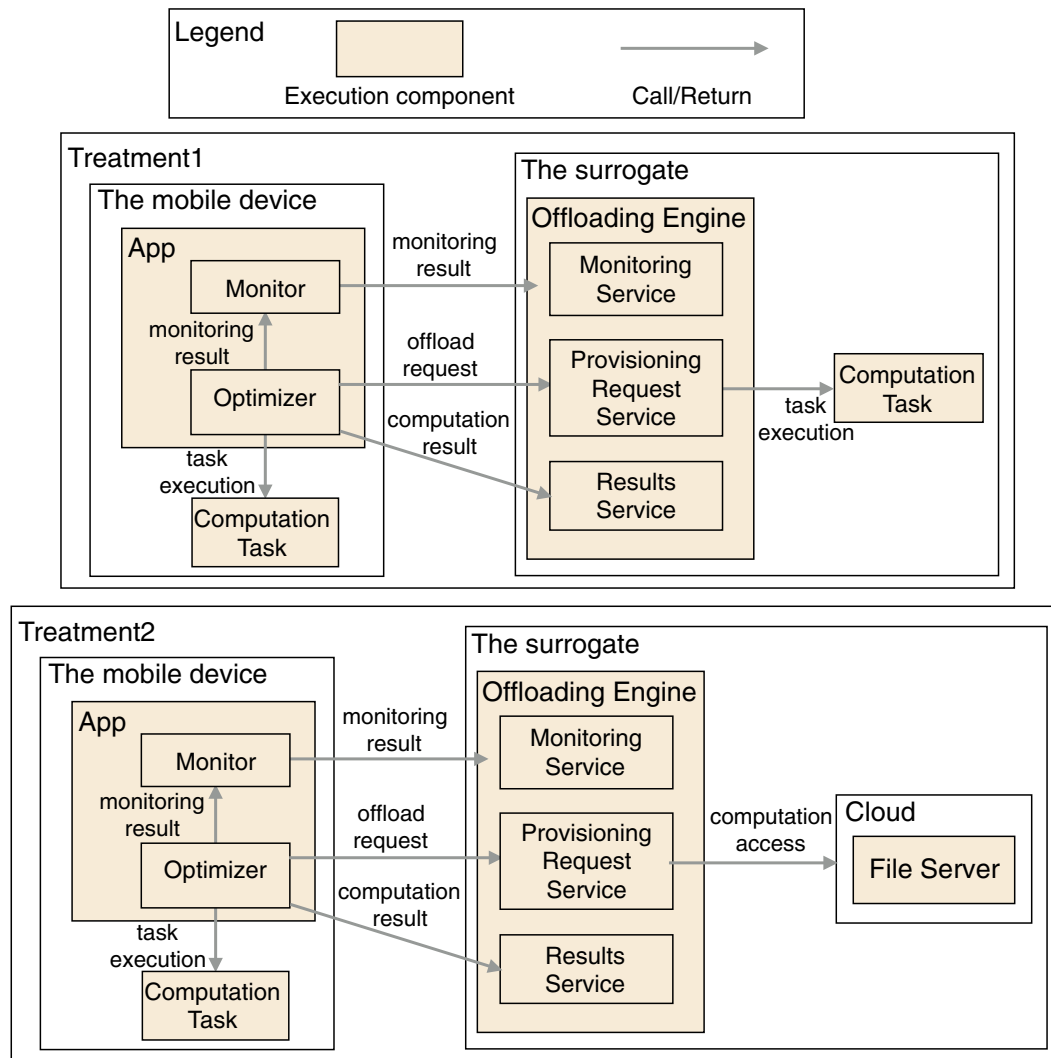 Legend
Execution component
Call/Return
Treatment1
The mobile device
App
Monitor
monitoring
result
Optimizer
task
execution
Computation
Task
monitoring
result
offload
request
computation
result
The surrogate
Offloading Engine
Monitoring
Service
Provisioning
Request
Service
Results
Service
task
execution
Computation
Task
Treatment2
The mobile device
App
Monitor
monitoring
result
Optimizer
task
execution
Computation
Task
monitoring
result
offload
request
computation
result
The surrogate
Offloading Engine
Monitoring
Service
Provisioning
Request
Service
Results
Service
computation
access
Cloud
File Server